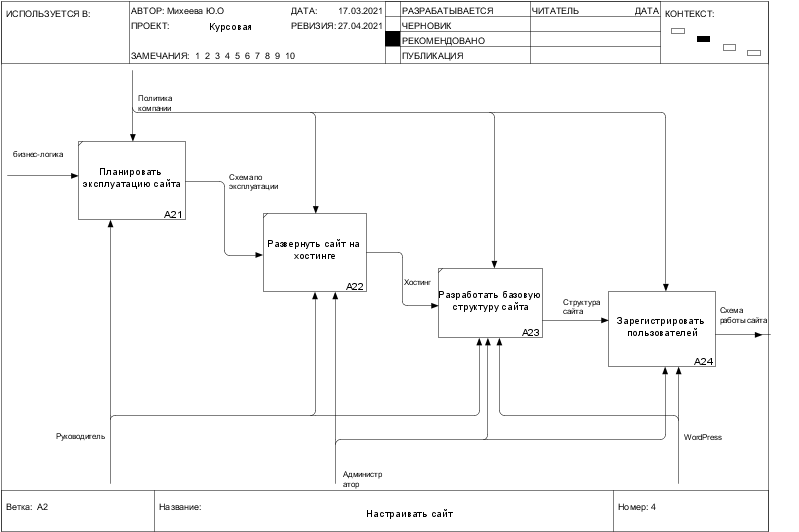 ИСПОЛЬЗУЕТСЯ В:
АВТОР: Михеева Ю.О
ДАТА: 17.03.2021
ПРОЕКТ: Курсовая
РЕВИЗИЯ: 27.04.2021
ЗАМЕЧАНИЯ: 1 2 3 4 5 6 7 8 9 10
РАЗРАБАТЫВАЕТСЯ
ЧЕРНОВИК
РЕКОМЕНДОВАНО
ПУБЛИКАЦИЯ
ЧИТАТЕЛЬ
ДАТА
КОНТЕКСТ:
Политика
компании
бизнес-логика
Планировать
эксплуатацию сайта
A21
Схема по
эксплуатации
Развернуть сайт на
хостинге
A22
Хостинг
Разработать базовую
структуру сайта
A23
Структура
сайта
Зарегистрировать
пользователей
A24
Схема
работы сайта
Руководитель
Администр
атор
WordPress
Ветка: A2
Название:
Настраивать сайт
Номер: 4